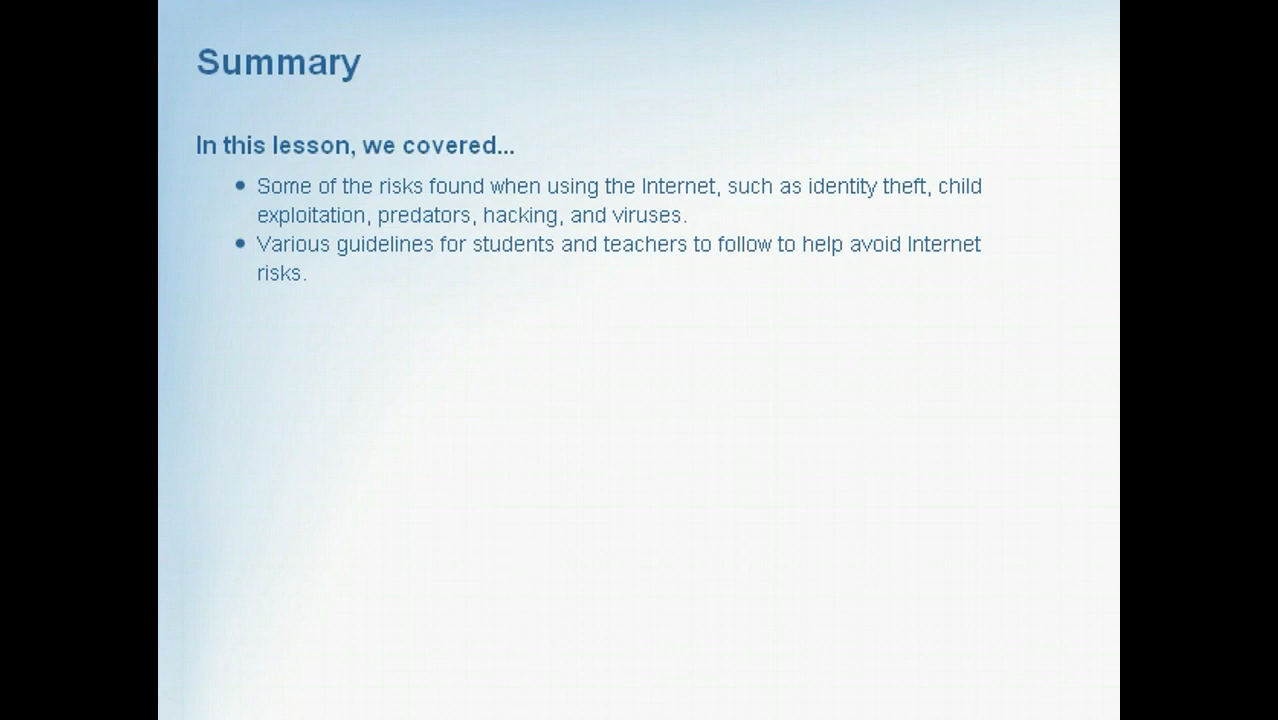 Summary
In this lesson, we covered...
• Some of the risks found when using the Internet, such as identity theft, child
exploitation, predators, hacking, and viruses.
• Various guidelines for students and teachers to follow to help avoid Internet
risks.